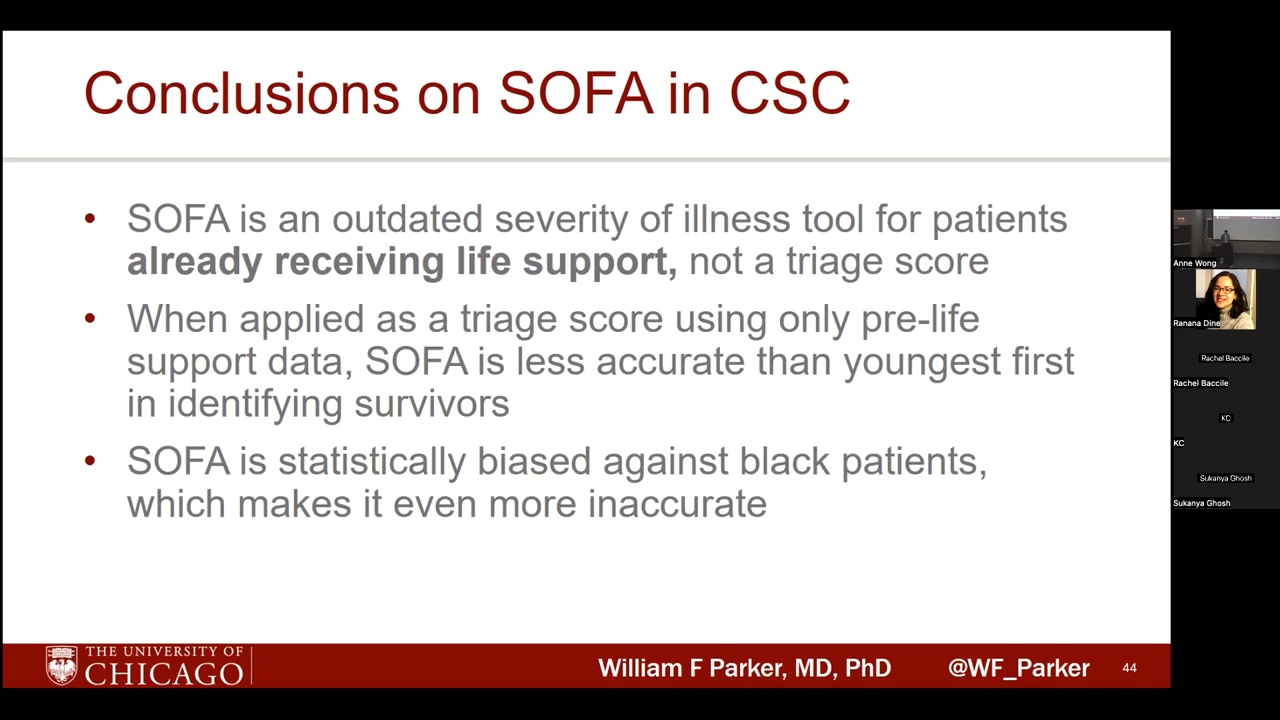 Conclusions on SOFA in CSC
• SOFA is an outdated severity of illness tool for patients
already receiving life support, not a triage score
• When applied as a triage score using only pre-life
support data, SOFA is less accurate than youngest first
in identifying survivors
• SOFA is statistically biased against black patients,
which makes it even more inaccurate
THE UNIVERSITY OF
CHICAGO
William F Parker, MD, PhD
@WF_Parker
44
Anne Wong
Ranana Dine
Rachel Baccile
Rachel Baccile
KC
KC
Sukanya Ghosh
Sukanya Ghosh